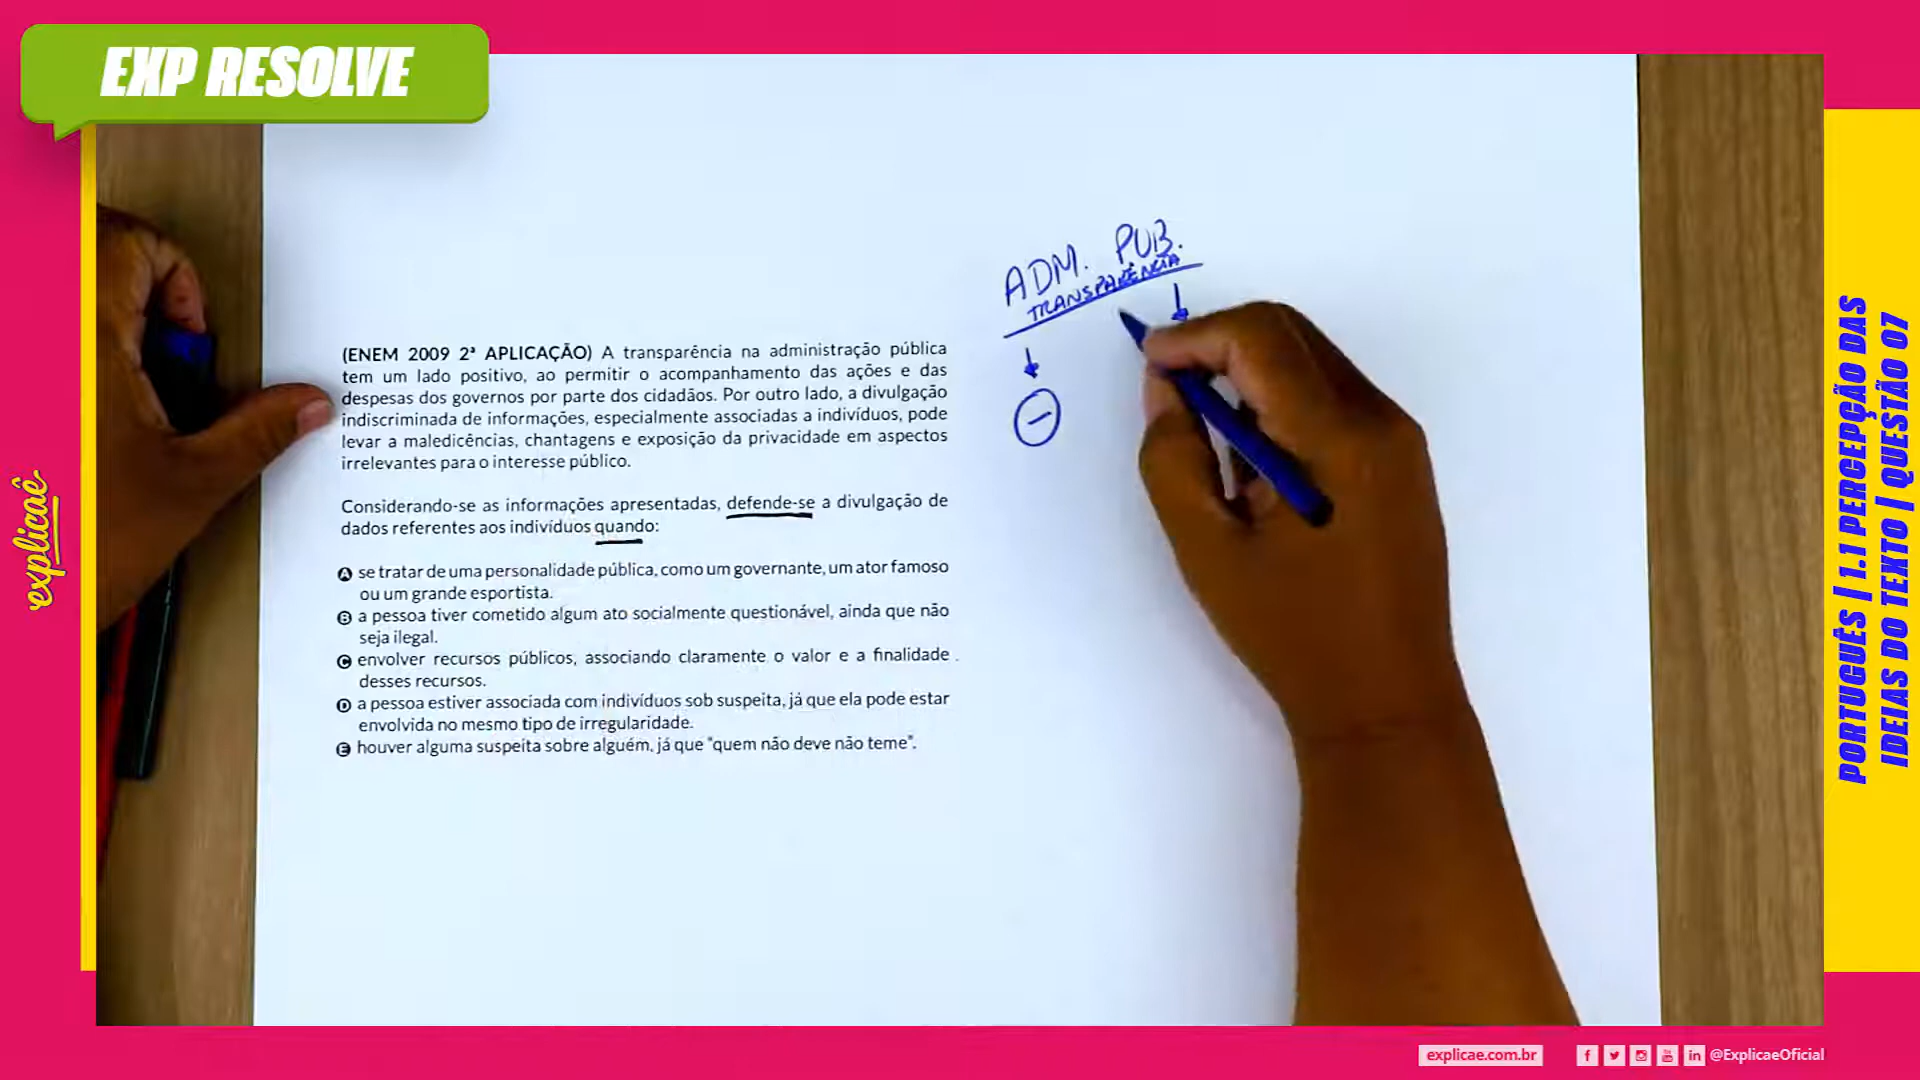 EXP RESOLVE
ADM. PUB.
TRANSPARÊNCIA
(ENEM 2009 2ª APLICAÇÃO) A transparência na administração pública
tem um lado positivo, ao permitir o acompanhamento das ações e das
despesas dos governos por parte dos cidadãos. Por outro lado, a divulgação
indiscriminada de informações, especialmente associadas a indivíduos, pode
levar a maledicências, chantagens e exposição da privacidade em aspectos
irrelevantes para o interesse público.
Considerando-se as informações apresentadas, defende-se a divulgação de
dados referentes aos indivíduos quando:
A se tratar de uma personalidade pública, como um governante, um ator famoso
ou um grande esportista.
B a pessoa tiver cometido algum ato socialmente questionável, ainda que não
seja ilegal.
C envolver recursos públicos, associando claramente o valor e a finalidade
desses recursos.
D a pessoa estiver associada com indivíduos sob suspeita, já que ela pode estar
envolvida no mesmo tipo de irregularidade.
E houver alguma suspeita sobre alguém, já que "quem não deve não teme".
explicaê
PORTUGUÊS | 1.1 PERCEPÇÃO DAS
IDEIAS DO TEXTO | QUESTÃO 07
explicae.com.br
@ExplicaeOficial